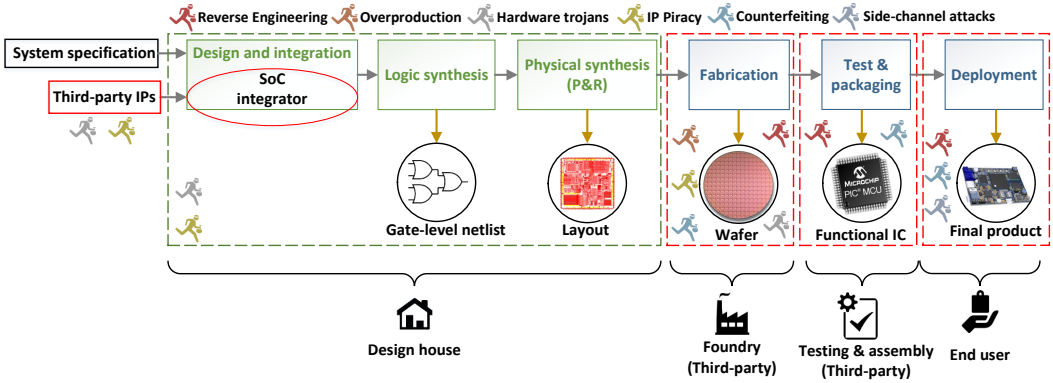 Reverse Engineering
Overproduction
Hardware trojans
IP Piracy
Counterfeiting
Side-channel attacks
System specification
Third-party IPs
Design and integration
SoC
integrator
Logic synthesis
Physical synthesis
(P&R)
Fabrication
Test &
packaging
Deployment
MICROCHIP
PIC® MCU
Gate-level netlist
Layout
Wafer
Functional IC
Final product
Design house
Foundry
(Third-party)
Testing & assembly
(Third-party)
End user